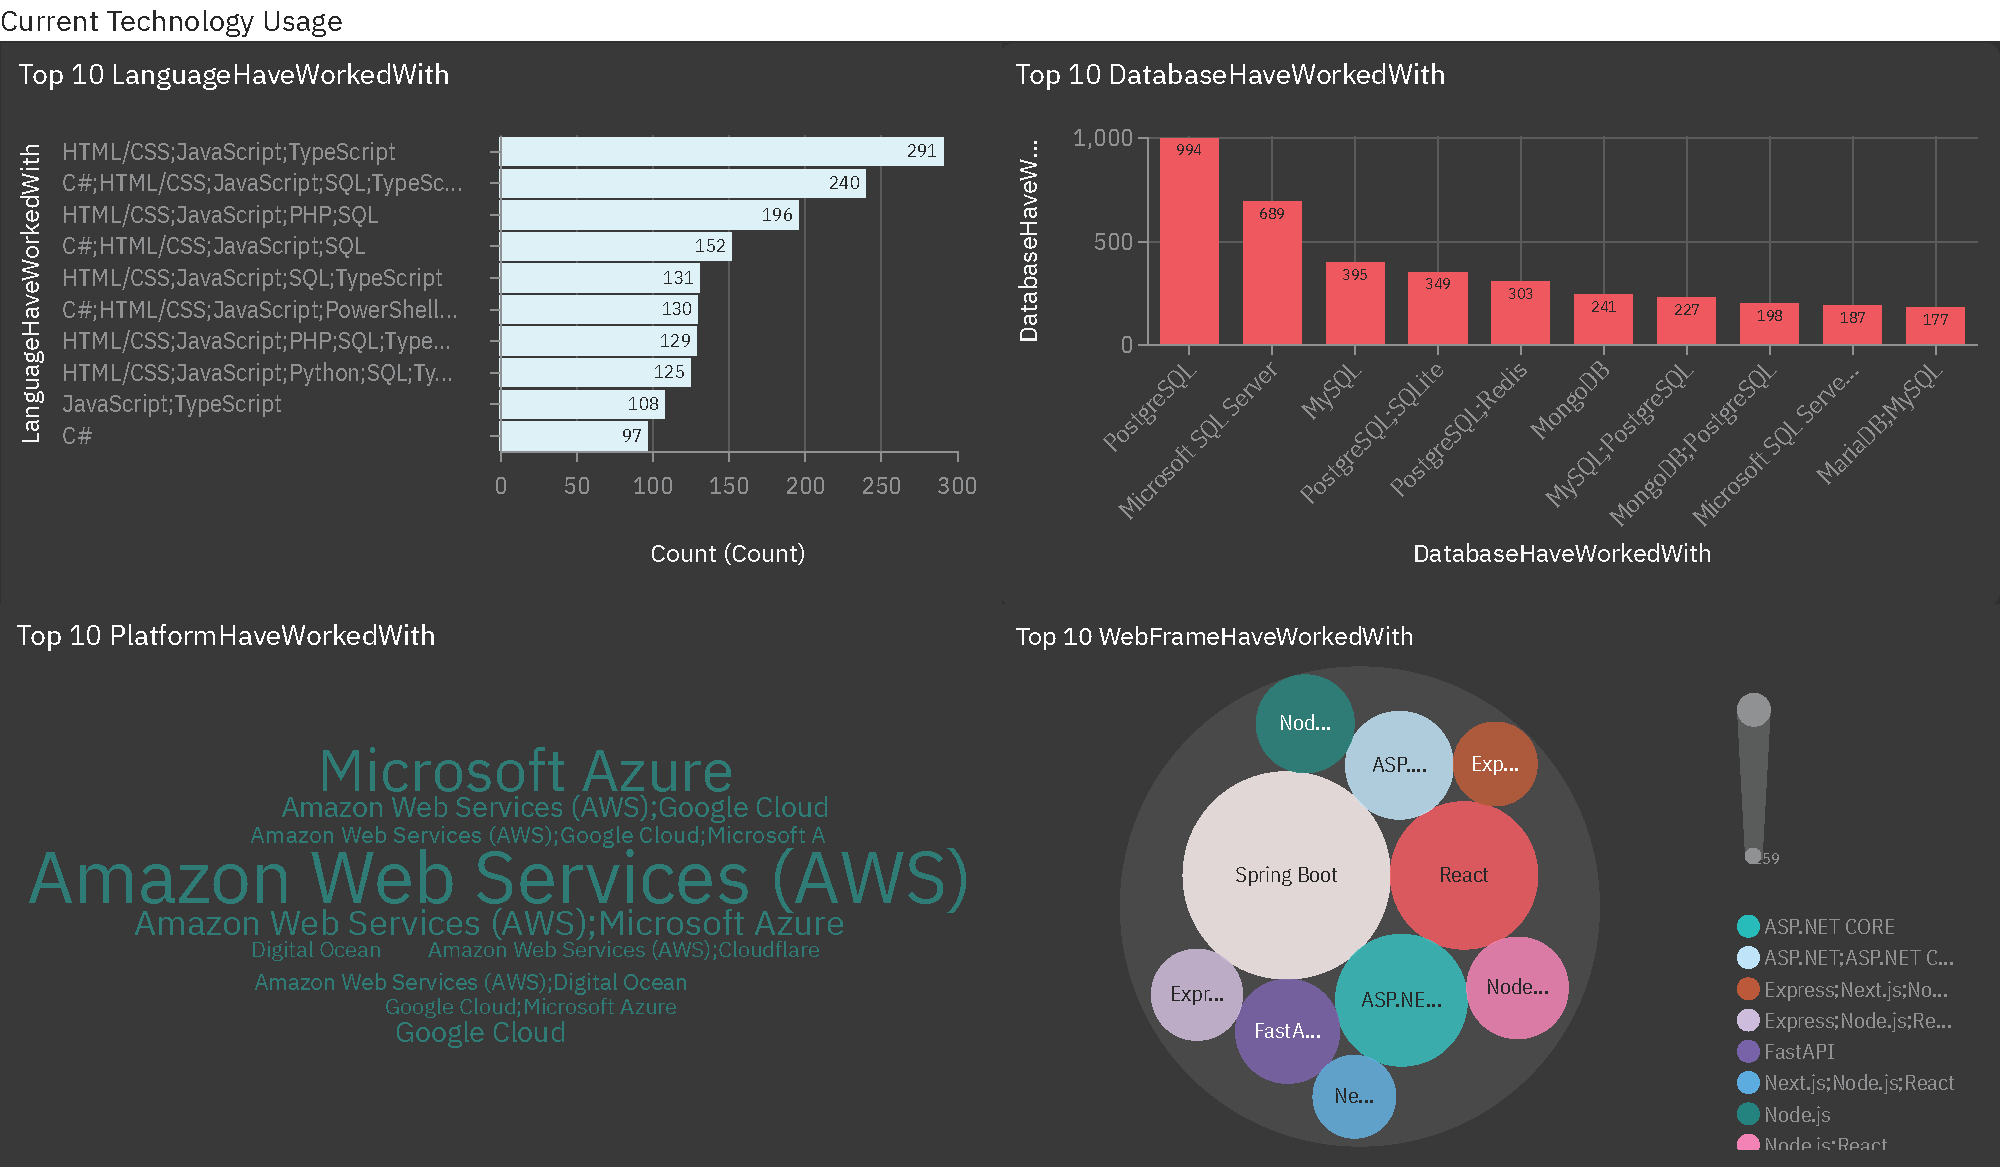 Current Technology Usage
Top 10 LanguageHaveWorkedWith
LanguageHaveWorkedWith
HTML/CSS;JavaScript;TypeScript
291
C#;HTML/CSS;JavaScript;SQL;TypeSc...
240
HTML/CSS;JavaScript;PHP;SQL
196
C#;HTML/CSS;JavaScript;SQL
152
HTML/CSS;JavaScript;SQL;TypeScript
131
C#;HTML/CSS;JavaScript;PowerShell...
130
HTML/CSS;JavaScript;PHP;SQL;Type...
129
HTML/CSS;JavaScript;Python;SQL;Ty...
125
JavaScript;TypeScript
108
C#
97
0 50 100 150 200 250 300
Count (Count)
Top 10 DatabaseHaveWorkedWith
DatabaseHaveW...
1,000
500
0
994
689
395
349
303
241
227
198
187
177
PostgreSQL
Microsoft SQL Server
MySQL
PostgreSQL;SQLite
PostgreSQL;Redis
MongoDB
MySQL;PostgreSQL
MongoDB;PostgreSQL
Microsoft SQL Serve...
MariaDB;MySQL
DatabaseHaveWorkedWith
Top 10 PlatformHaveWorkedWith
Microsoft Azure
Amazon Web Services (AWS);Google Cloud
Amazon Web Services (AWS);Google Cloud;Microsoft A
Amazon Web Services (AWS)
Amazon Web Services (AWS);Microsoft Azure
Digital Ocean
Amazon Web Services (AWS);Cloudflare
Amazon Web Services (AWS);Digital Ocean
Google Cloud;Microsoft Azure
Google Cloud
Top 10 WebFrameHaveWorkedWith
Nod...
ASP....
Exp...
Spring Boot
React
Expr...
FastA...
ASP.NE...
Node...
Ne...
ASP.NET CORE
ASP.NET;ASP.NET C...
Express;Next.js;No...
Express;Node.js;Re...
FastAPI
Next.js;Node.js;React
Node.js
Node.js;React